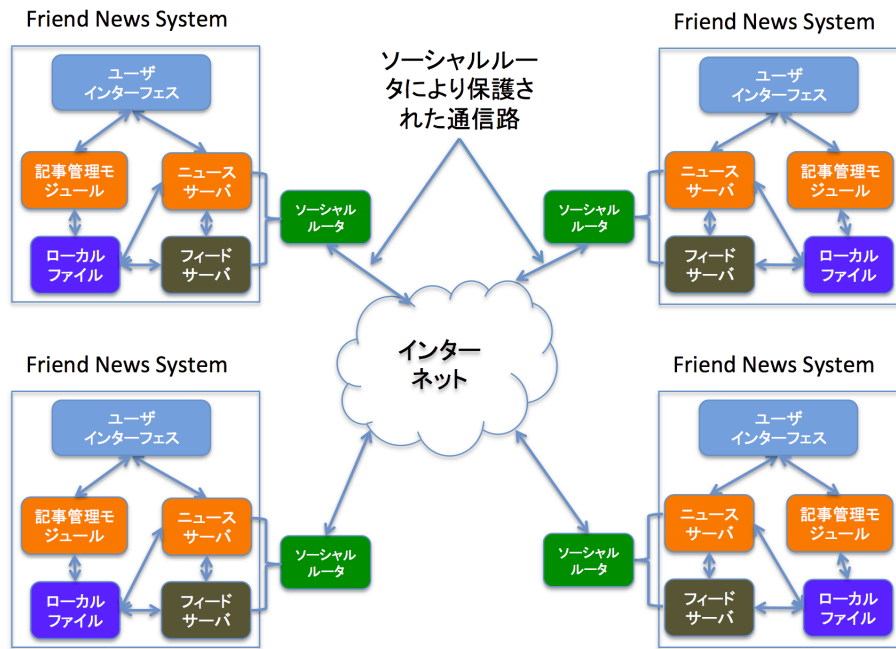 Friend News System
ユーザ
インターフェス
記事管理モ
ジュール
ニュース
サーバ
ローカル
ファイル
フィード
サーバ
ソーシャル
ルータ
ソーシャルルー
タにより保護さ
れた通信路
Friend News System
ユーザ
インターフェス
ニュース
サーバ
記事管理モ
ジュール
フィード
サーバ
ローカル
ファイル
ソーシャル
ルータ
インター
ネット
Friend News System
ユーザ
インターフェス
記事管理モ
ジュール
ニュース
サーバ
ローカル
ファイル
フィード
サーバ
ソーシャル
ルータ
Friend News System
ユーザ
インターフェス
ニュース
サーバ
記事管理モ
ジュール
フィード
サーバ
ローカル
ファイル
ソーシャル
ルータ